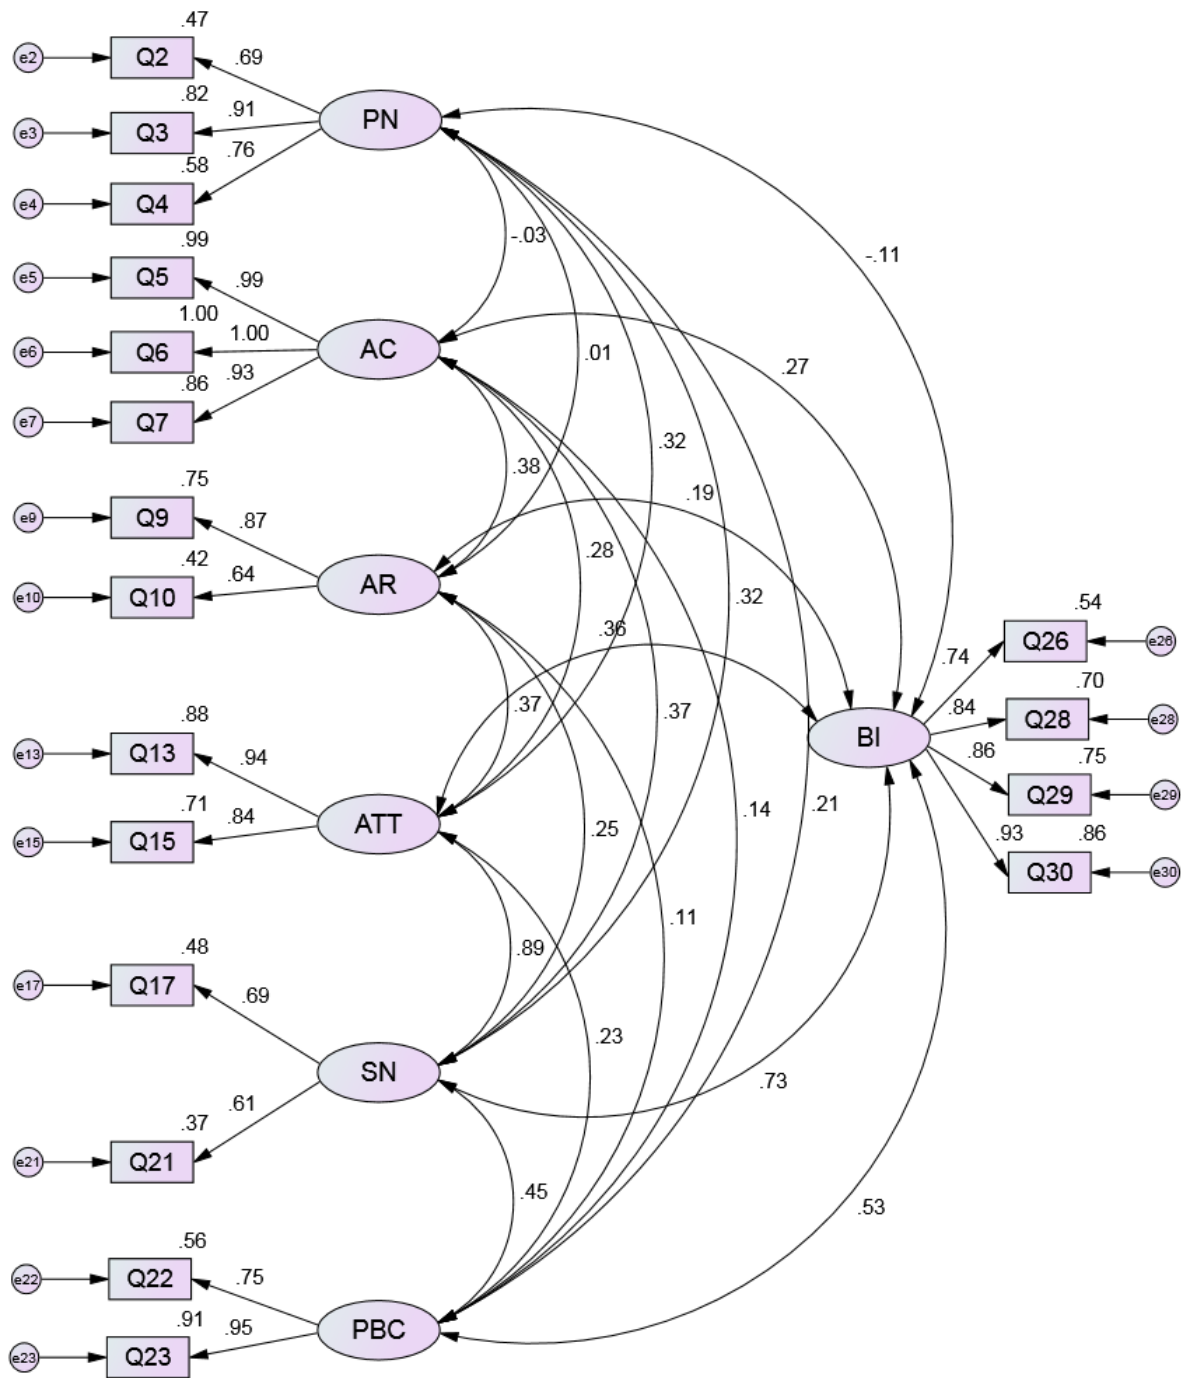 .47
e2 Q2 .69
PN
.82
e3 Q3 .91
.58 .76
e4 Q4
-.03
-.11
.99
e5 Q5 .99
1.00
e6 Q6 1.00
AC
.86 .93
e7 Q7
.01
.27
.32
.38
.19
.75
e9 Q9 .87
.28
AR
.42
e10 Q10 .64
.32
.36
.54
Q26 e26
.74
.70
.84 Q28 e28
BI
.86 .75
Q29 e29
.93 .86
Q30 e30
.37
.37
.88
e13 Q13 .94
.71
e15 Q15 .84
ATT
.25
.14
.21
.11
.89
.48
e17 Q17 .69
.23
SN
.73
.61
.37
e21 Q21
.45
.53
.56
e22 Q22 .75
PBC
.91
e23 Q23 .95